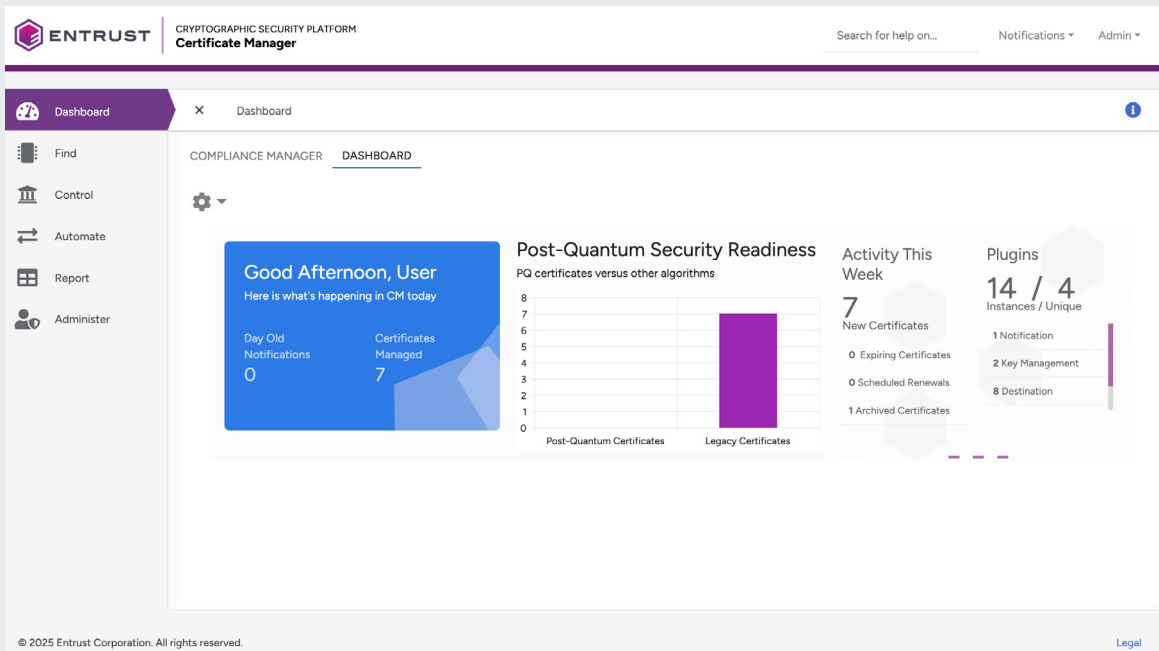 ENTRUST
CRYPTOGRAPHIC SECURITY PLATFORM
Certificate Manager
Search for help on...
Notifications
Admin
Dashboard
Find
Control
Automate
Report
Administer
Dashboard
COMPLIANCE MANAGER
DASHBOARD
Good Afternoon, User
Here is what's happening in CM today
Day Old
Notifications
0
Certificates
Managed
7
Post-Quantum Security Readiness
PQ certificates versus other algorithms
8
7
6
5
4
3
2
1
0
Post-Quantum Certificates
Legacy Certificates
Activity This
Week
7
New Certificates
0 Expiring Certificates
0 Scheduled Renewals
1 Archived Certificates
Plugins
14 / 4
Instances / Unique
1 Notification
2 Key Management
8 Destination
© 2025 Entrust Corporation. All rights reserved.
Legal